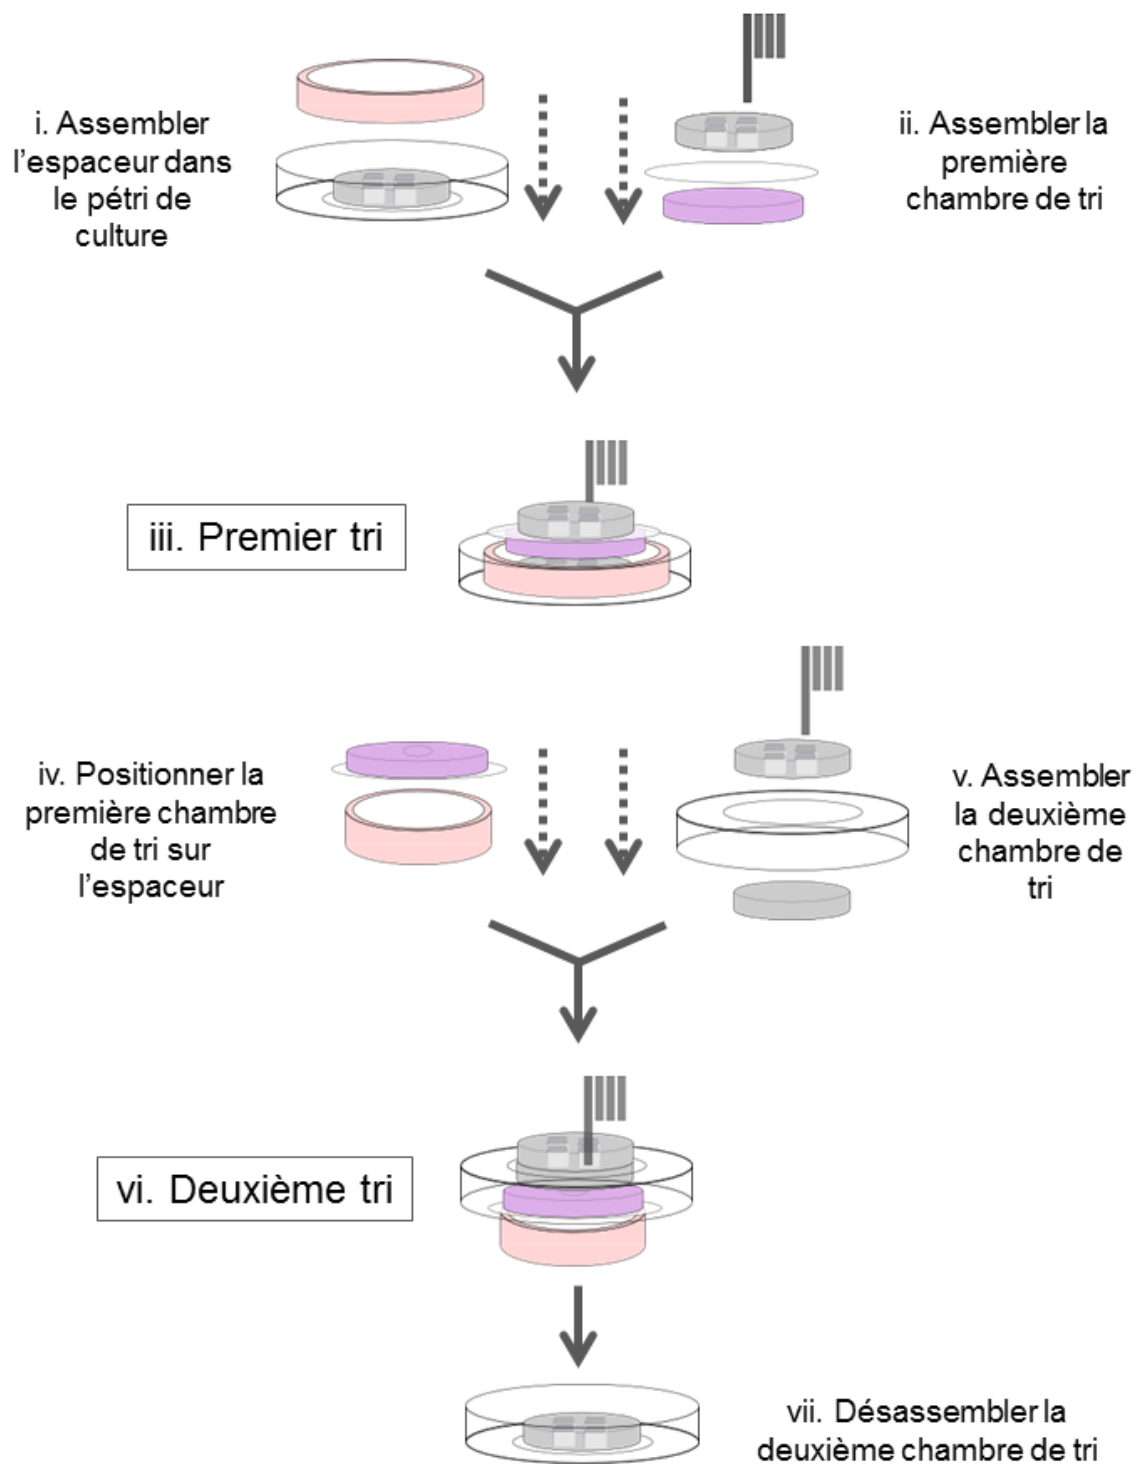 i. Assembler
l'espaceur dans
le pétri de
culture
ii. Assembler la
première
chambre de tri
iii. Premier tri
iv. Positionner la
première chambre
de tri sur
l'espaceur
v. Assembler
la deuxième
chambre de
tri
vi. Deuxième tri
vii. Désassembler la
deuxième chambre de tri